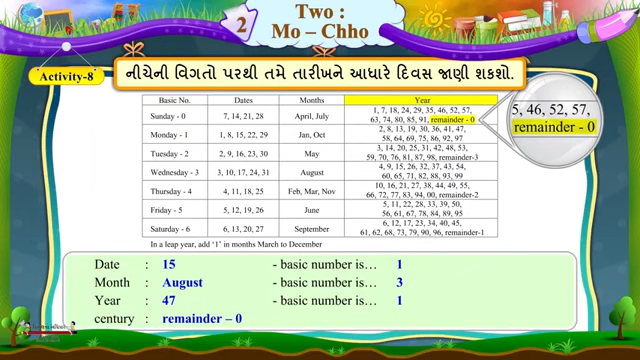 2
Two :
Mo – Chho
Activity-8
નીચેની વિગતો પરથી તમે તારીખને આધારે દિવસ જાણી શકશો.
Basic No. Dates Months Year
Sunday - 0 7, 14, 21, 28 April, July 1, 7, 18, 24, 29, 35, 46, 52, 57,
63, 74, 80, 85, 91, remainder - 0
Monday - 1 1, 8, 15, 22, 29 Jan, Oct 2, 8, 13, 19, 30, 36, 41, 47,
58, 64, 69, 75, 86, 92, 97
Tuesday - 2 2, 9, 16, 23, 30 May 3, 14, 20, 25, 31, 42, 48, 53,
59, 70, 76, 81, 87, 98, remainder-3
Wednesday - 3 3, 10, 17, 24, 31 August 4, 9, 15, 26, 32, 37, 43, 54,
60, 65, 71, 82, 88, 93, 99
Thursday - 4 4, 11, 18, 25 Feb, Mar, Nov 10, 16, 21, 27, 38, 44, 49, 55,
66, 72, 77, 83, 94, 00, remainder-2
Friday - 5 5, 12, 19, 26 June 5, 11, 22, 28, 33, 39, 50,
56, 61, 67, 78, 84, 89, 95
Saturday - 6 6, 13, 20, 27 September 6, 12, 17, 23, 34, 40, 45,
61, 62, 68, 73, 79, 90, 96, remainder-1
5, 46, 52, 57,
remainder - 0
In a leap year, add ‘1’ in months March to December
Date : 15 - basic number is… 1
Month : August - basic number is… 3
Year : 47 - basic number is… 1
century : remainder – 0